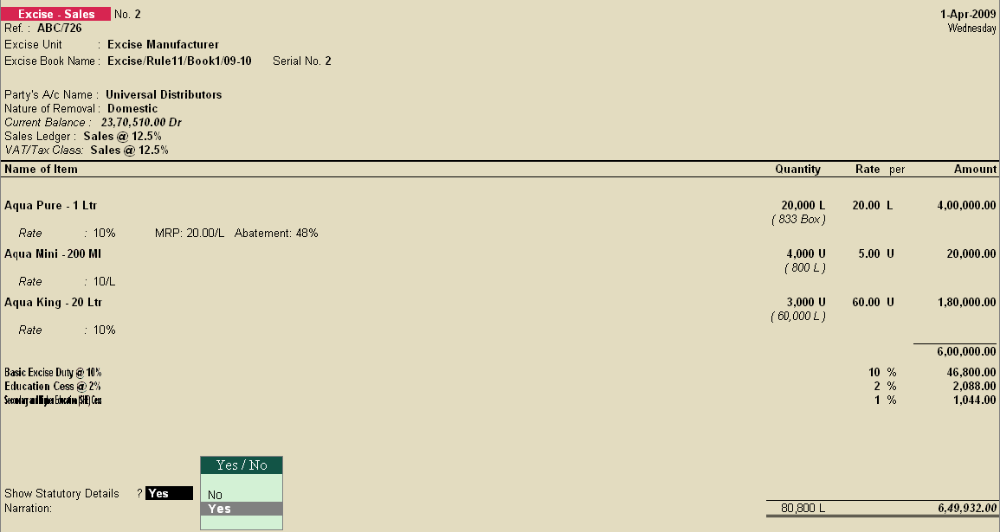 Excise - Sales No. 2 1-Apr-2009
Ref. : ABC/726 Wednesday
Excise Unit : Excise Manufacturer
Excise Book Name : Excise/Rule11/Book1/09-10 Serial No. 2
Party's A/c Name : Universal Distributors
Nature of Removal : Domestic
Current Balance : 23,70,510.00 Dr
Sales Ledger : Sales @ 12.5%
VAT/Tax Class: Sales @ 12.5%
Name of Item Quantity Rate per Amount
Aqua Pure - 1 Ltr 20,000 L 20.00 L 4,00,000.00
( 833 Box )
Rate : 10% MRP: 20.00/L Abatement: 48%
Aqua Mini - 200 Ml 4,000 U 5.00 U 20,000.00
( 800 L )
Rate : 10/L
Aqua King - 20 Ltr 3,000 U 60.00 U 1,80,000.00
( 60,000 L )
Rate : 10%
6,00,000.00
Basic Excise Duty @ 10% 10 % 46,800.00
Education Cess @ 2% 2 % 2,088.00
Secondary and Higher Education (SHE) Cess 1 % 1,044.00
Yes / No
No
Show Statutory Details ? Yes
Yes
Narration: 80,800 L 6,49,932.00